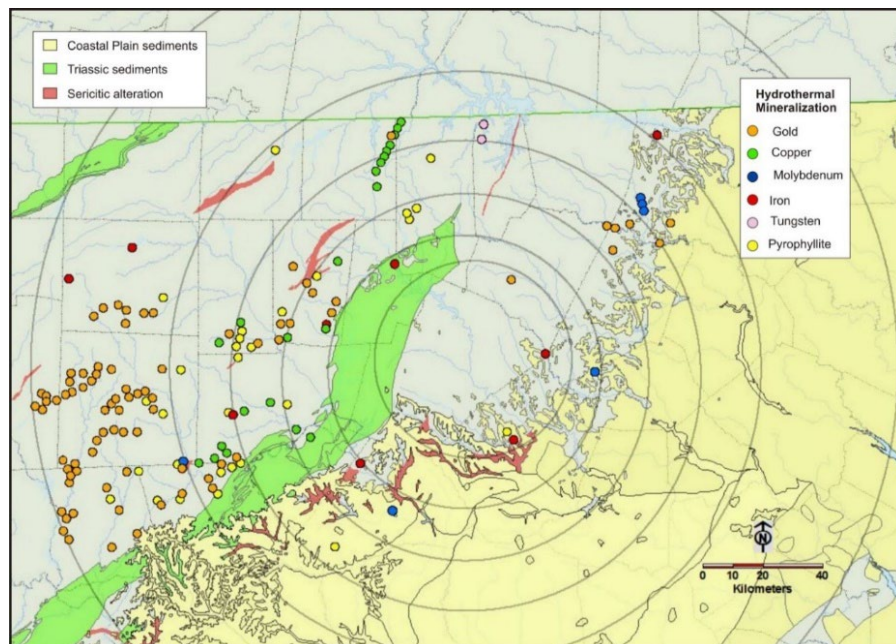 Coastal Plain sediments
Triassic sediments
Sericitic alteration
Hydrothermal
Mineralization
Gold
Copper
Molybdenum
Iron
Tungsten
Pyrophyllite
N
0 10 20 40
Kilometers